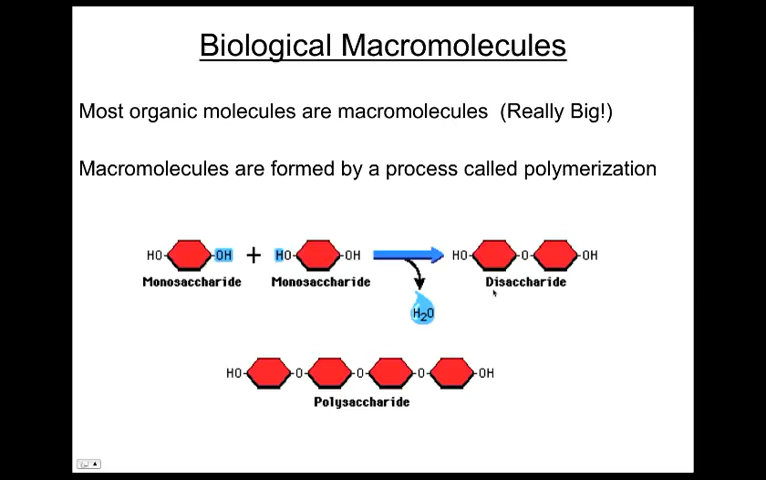 Biological Macromolecules
Most organic molecules are macromolecules (Really Big!)
Macromolecules are formed by a process called polymerization
HO- -OH + HO- -OH HO- -O- -OH
Monosaccharide Monosaccharide Disaccharide
H2O
HO- -O- -O- -O- -OH
Polysaccharide